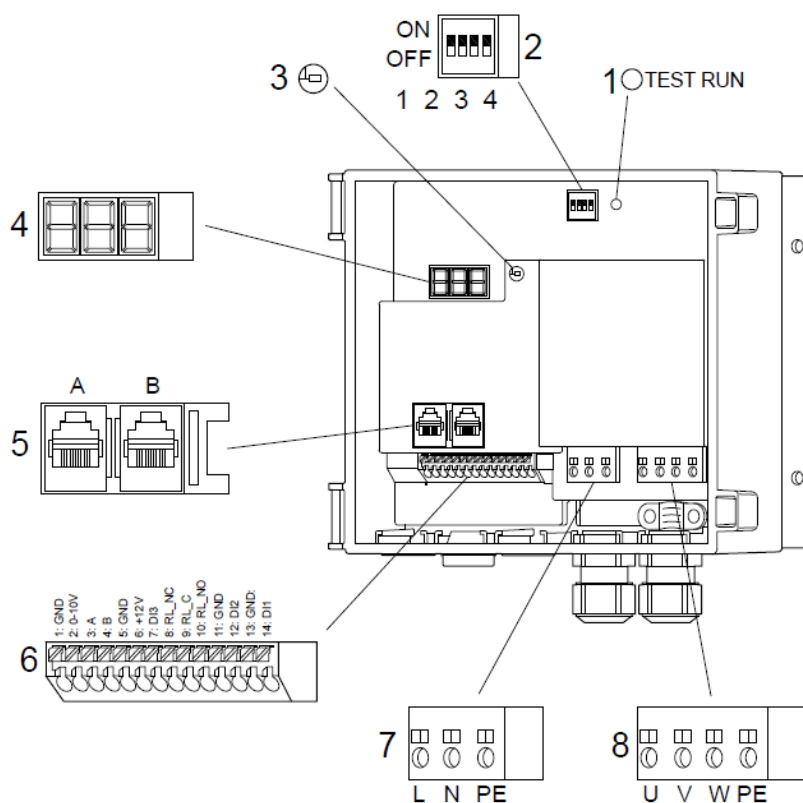 ON
OFF
1 2 3 4
2
3
1 TEST RUN
4
A B
5
1: GND
2: 0-10V
3: A
4: B
5: GND
6: +12V
7: DI3
8: RL_NC
9: RL_C
10: RL_NO
11: GND
12: DI2
13: GND:
14: DI1
6
7
L N PE
8
U V W PE